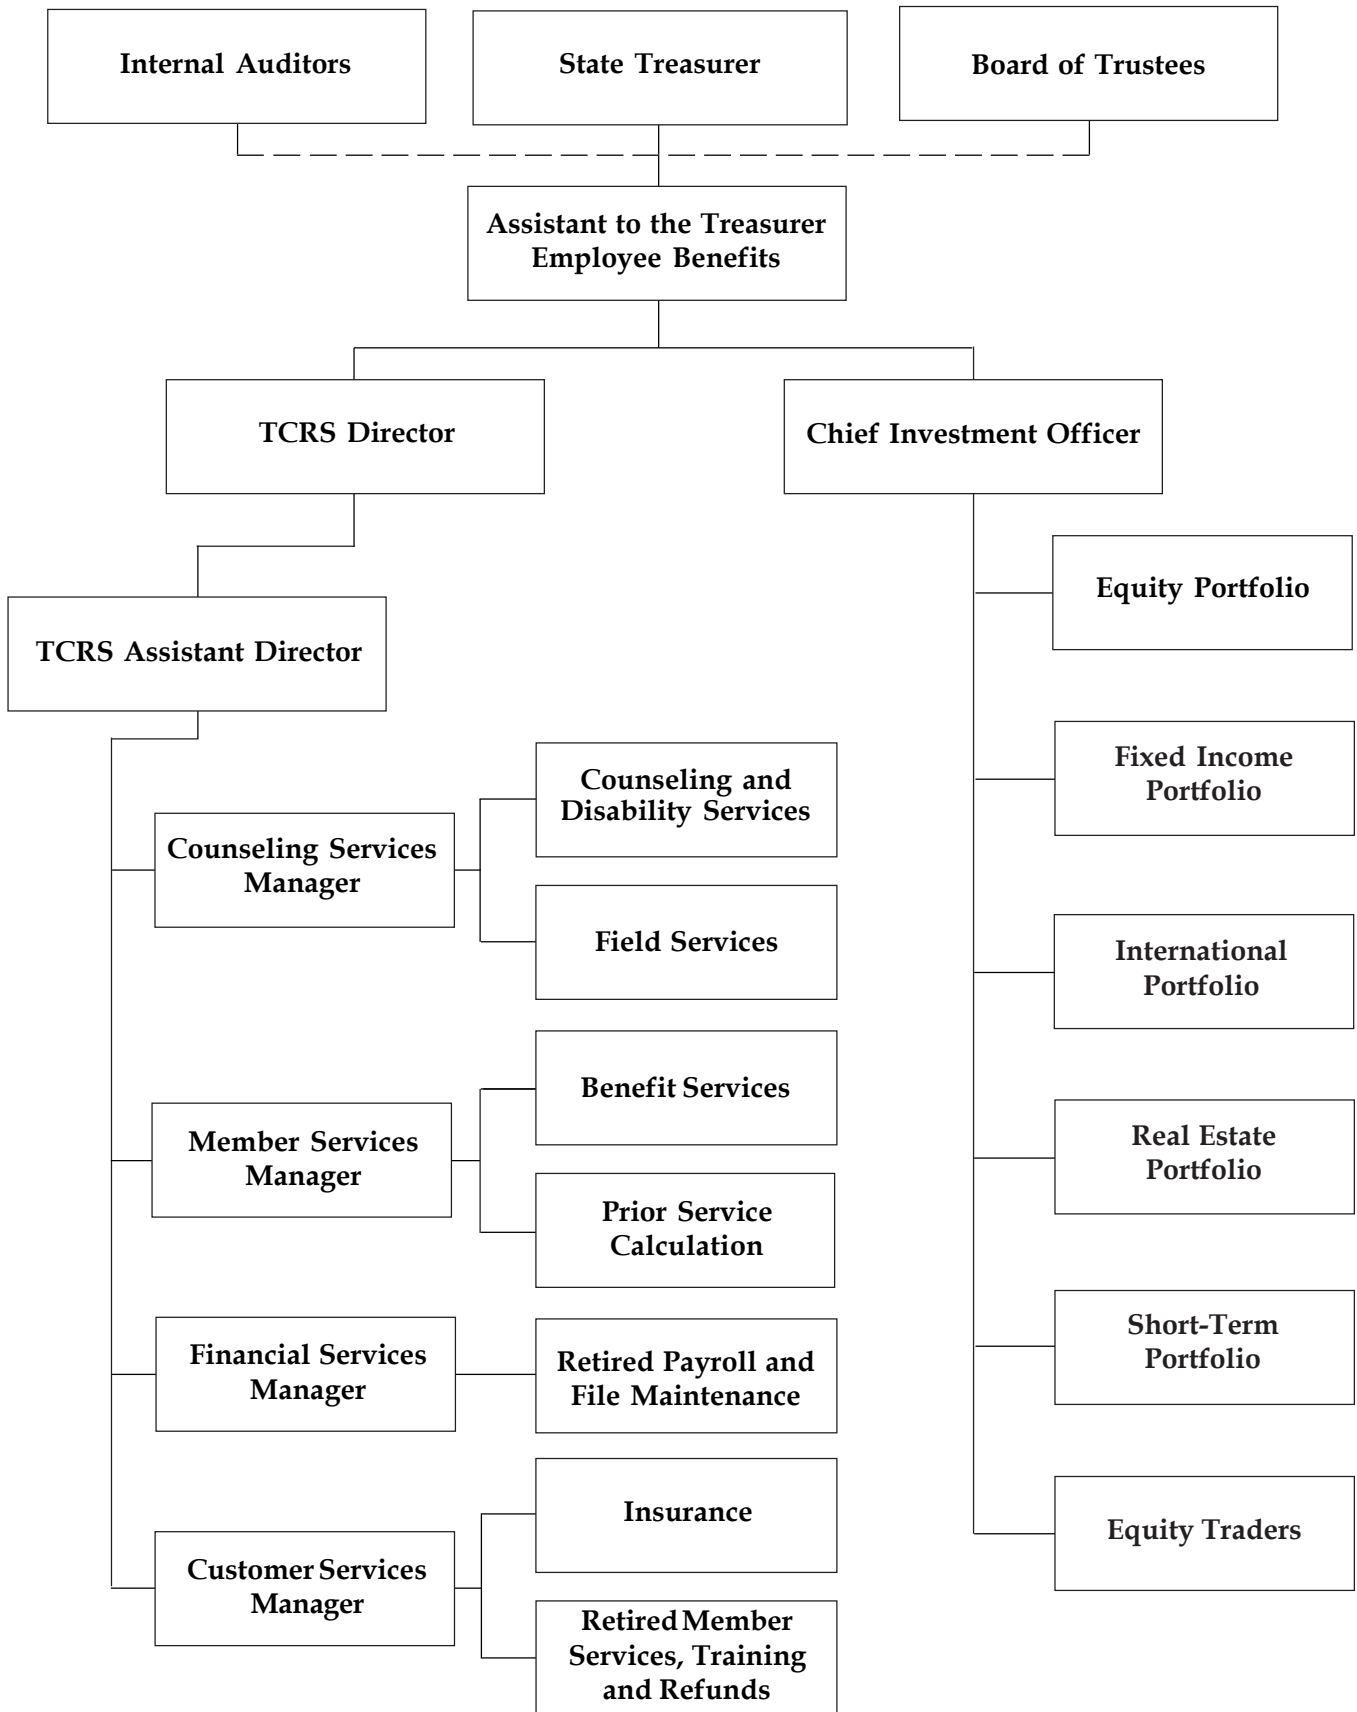 Internal Auditors
State Treasurer
Board of Trustees
Assistant to the Treasurer
Employee Benefits
TCRS Director
Chief Investment Officer
TCRS Assistant Director
Counseling Services
Manager
Counseling and
Disability Services
Field Services
Member Services
Manager
Benefit Services
Prior Service
Calculation
Financial Services
Manager
Retired Payroll and
File Maintenance
Customer Services
Manager
Insurance
Retired Member
Services, Training
and Refunds
Equity Portfolio
Fixed Income
Portfolio
International
Portfolio
Real Estate
Portfolio
Short-Term
Portfolio
Equity Traders